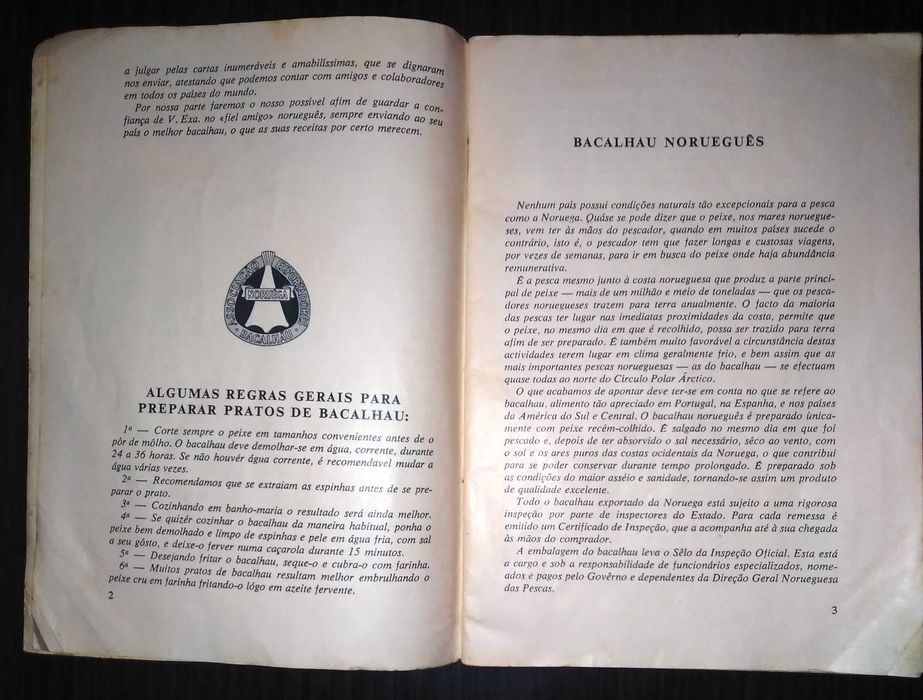 a julgar pelas cartas inumeráveis e amabilíssimas, que se dignaram
nos enviar, atestando que podemos contar com amigos e colaboradores
em todos os países do mundo.
Por nossa parte faremos o nosso possível afim de guardar a con-
fiança de V. Exa. no «fiel amigo» norueguês, sempre enviando ao seu
país o melhor bacalhau, o que as suas receitas por certo merecem.
ASSOCIAÇÃO
NORUEGA
BACALHAU
ALGUMAS REGRAS GERAIS PARA
PREPARAR PRATOS DE BACALHAU:
1ª — Corte sempre o peixe em tamanhos convenientes antes de o
pôr de môlho. O bacalhau deve demolhar-se em água, corrente, durante
24 a 36 horas. Se não houvér água corrente, é recomendavel mudar a
água várias vezes.
2ª — Recomendamos que se extraiam as espinhas antes de se pre-
parar o prato.
3ª — Cozinhando em banho-maria o resultado será ainda melhor.
4ª — Se quizér cozinhar o bacalhau da maneira habitual, ponha o
peixe bem demolhado e limpo de espinhas e pele em água fria, com sal
a seu gôsto, e deixe-o ferver numa caçarola durante 15 minutos.
5ª — Desejando fritar o bacalhau, seque-o e cubra-o com farinha.
6ª — Muitos pratos de bacalhau resultam melhor embrulhando o
peixe cru em farinha fritando-o lógo em azeite fervente.
2
BACALHAU NORUEGUÊS
Nenhum país possui condições naturais tão excepcionais para a pesca
como a Noruega. Quáse se pode dizer que o peixe, nos mares noruegue-
ses, vem ter às mãos do pescador, quando em muitos países sucede o
contrário, isto é, o pescador tem que fazer longas e custosas viagens,
por vezes de semanas, para ir em busca do peixe onde haja abundância
remunerativa.
É a pesca mesmo junto à costa norueguesa que produz a parte princi-
pal de peixe — mais de um milhão e meio de toneladas — que os pesca-
dores noruegueses trazem para terra anualmente. O facto da maioria
das pescas ter lugar nas imediatas proximidades da costa, permite que
o peixe, no mesmo dia em que é recolhido, possa ser trazido para terra
afim de ser preparado. É também muito favorável a circunstância destas
actividades terem lugar em clima geralmente frio, e bem assim que as
mais importantes pescas norueguesas — as do bacalhau — se efectuam
quase todas ao norte do Círculo Polar Árctico.
O que acabamos de apontar deve ter-se em conta no que se refere ao
bacalhau, alimento tão apreciado em Portugal, na Espanha, e nos países
da América do Sul e Central. O bacalhau norueguês é preparado ùnica-
mente com peixe recém-colhido. É salgado no mesmo dia em que foi
pescado e, depois de ter absorvido o sal necessário, sêco ao vento, com
o sol e os ares puros das costas ocidentais da Noruega, o que contribui
para se poder conservar durante tempo prolongado. É preparado sob
as condições do maior asséio e sanidade, tornando-se assim um produto
de qualidade excelente.
Todo o bacalhau exportado da Noruega está sujeito a uma rigorosa
inspeção por parte de inspectores do Estado. Para cada remessa é
emitido um Certificado de Inspeção, que a acompanha até à sua chegada
às mãos do comprador.
A embalagem do bacalhau leva o Sêlo da Inspeção Oficial. Esta está
a cargo e sob a responsabilidade de funcionários especializados, nome-
ados e pagos pelo Govêrno e dependentes da Direção Geral Norueguesa
das Pescas.
3